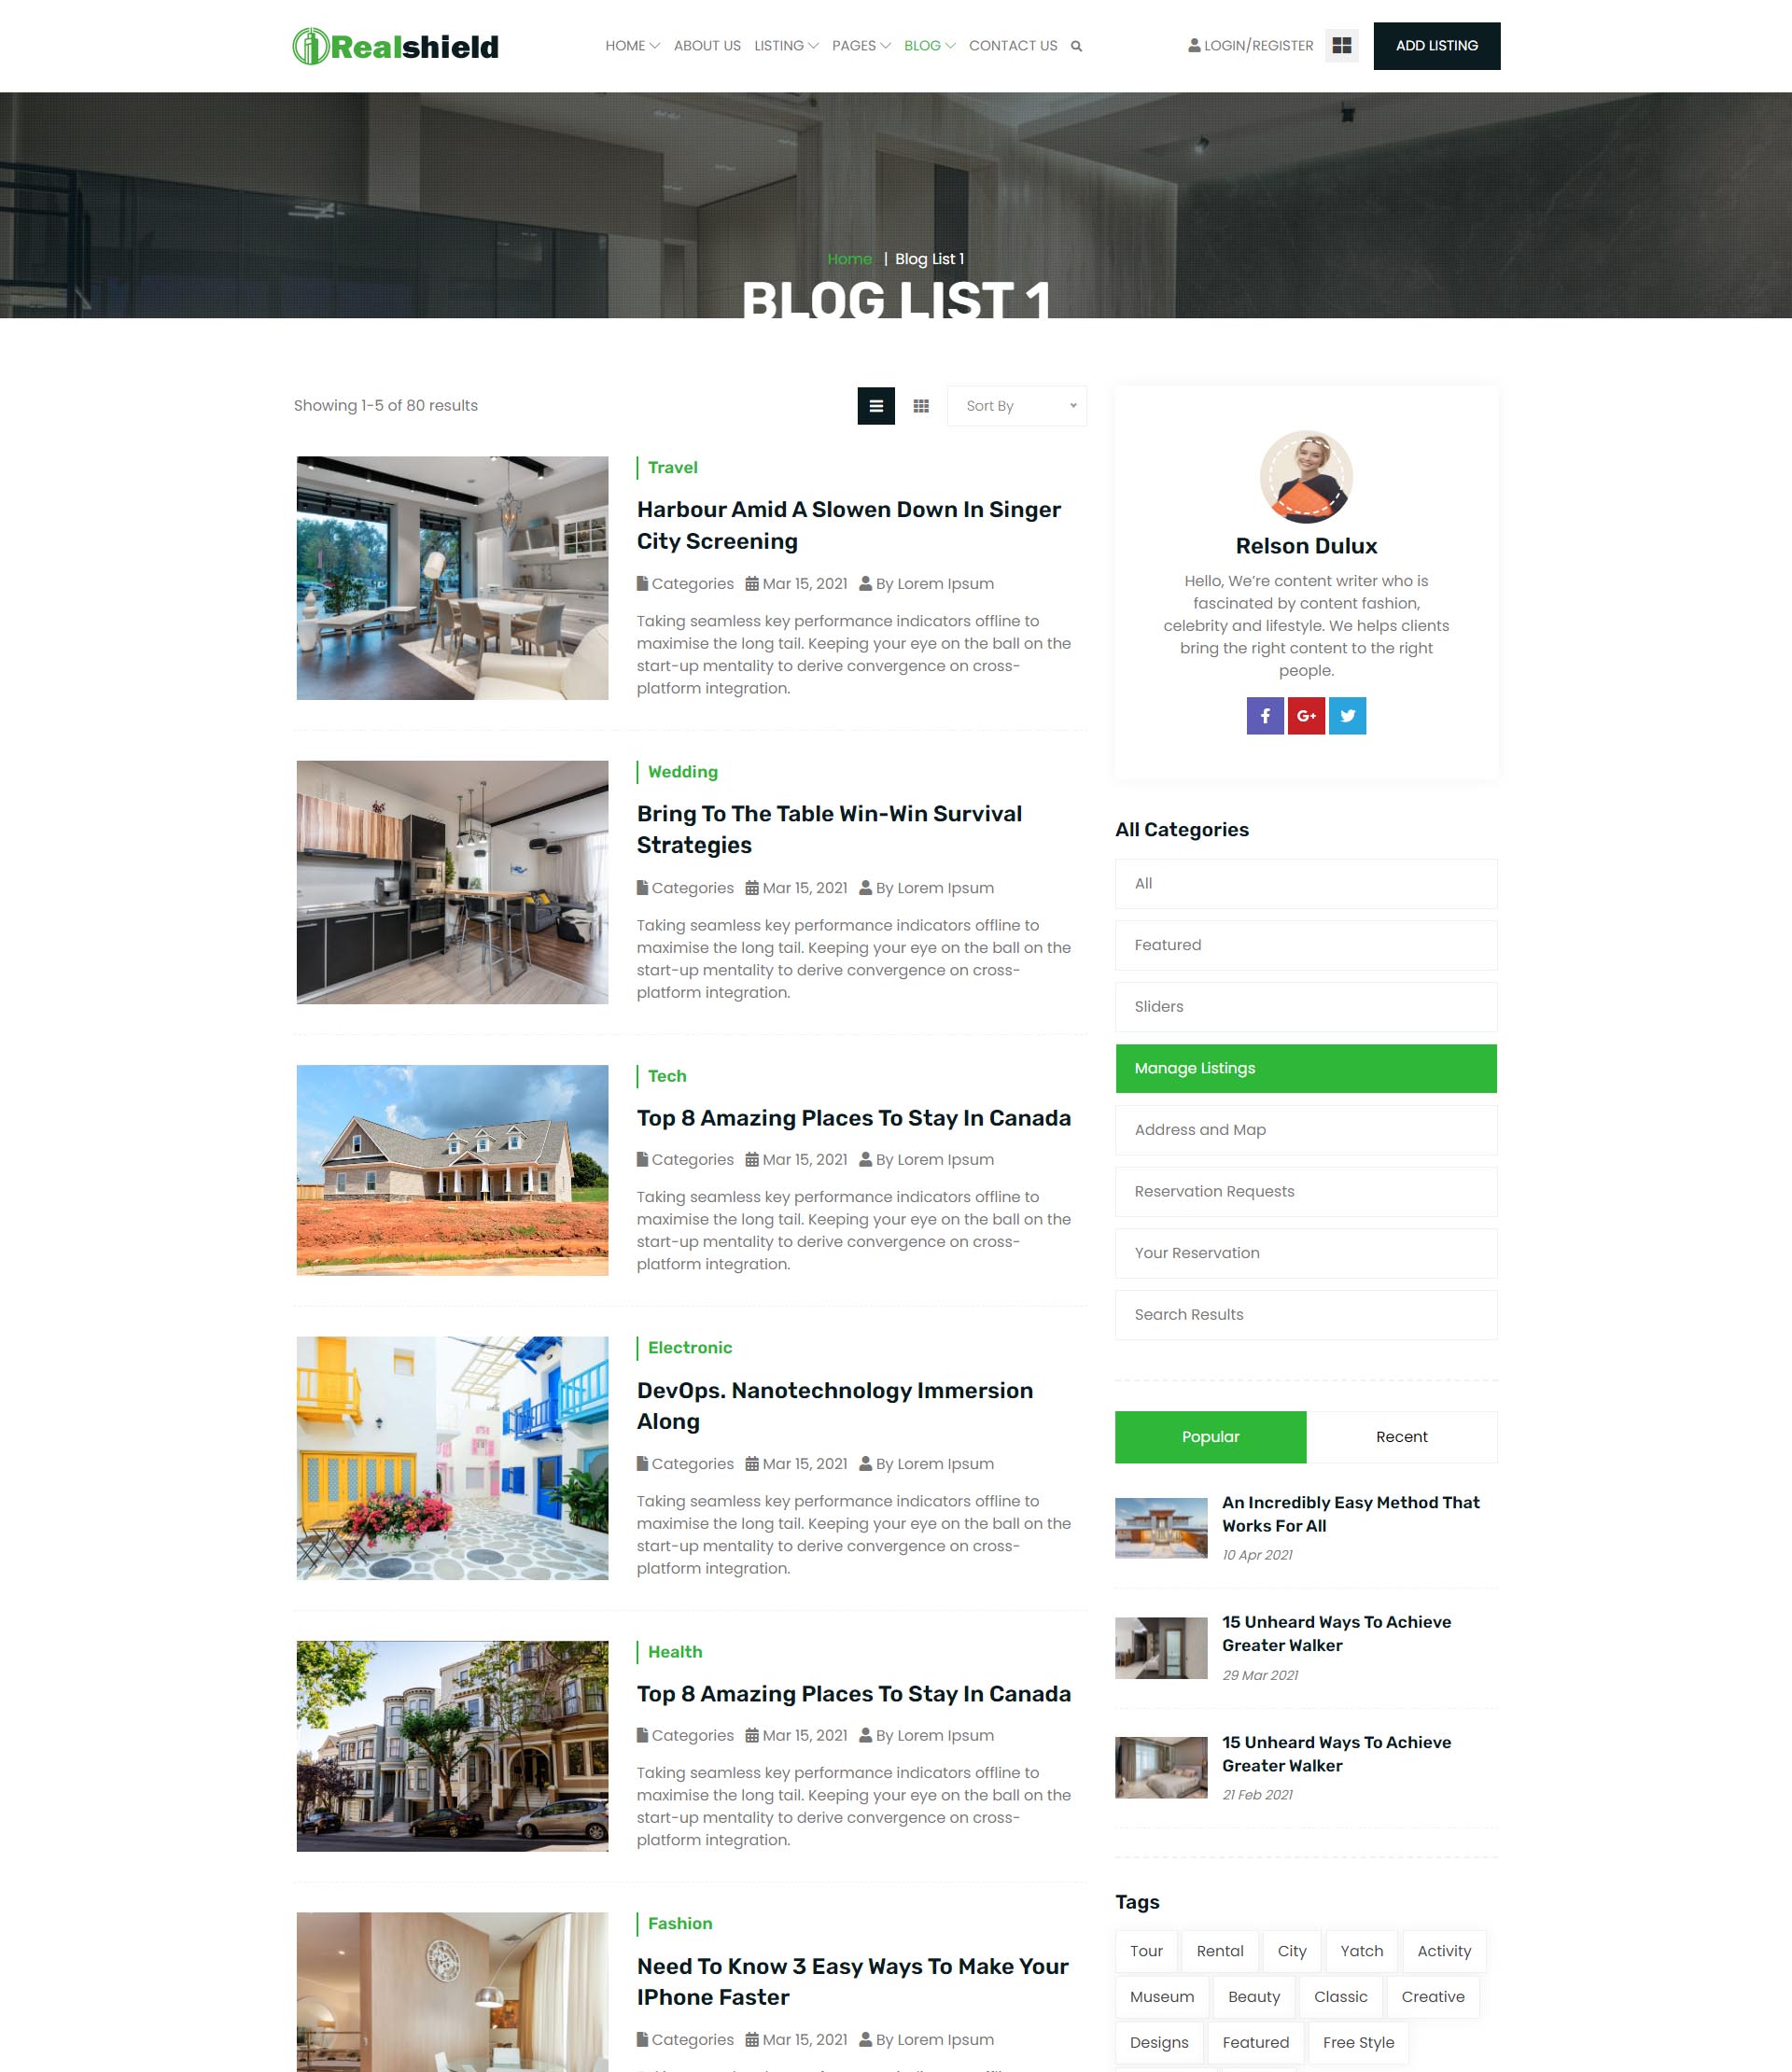 Realshield
HOME ABOUT US LISTING PAGES BLOG CONTACT US
LOGIN/REGISTER
ADD LISTING
Home | Blog List 1
BLOG LIST 1
Showing 1-5 of 80 results
Sort By
Travel
Harbour Amid A Slowen Down In Singer
City Screening
Categories Mar 15, 2021 By Lorem Ipsum
Taking seamless key performance indicators offline to
maximise the long tail. Keeping your eye on the ball on the
start-up mentality to derive convergence on cross-
platform integration.
Wedding
Bring To The Table Win-Win Survival
Strategies
Categories Mar 15, 2021 By Lorem Ipsum
Taking seamless key performance indicators offline to
maximise the long tail. Keeping your eye on the ball on the
start-up mentality to derive convergence on cross-
platform integration.
Tech
Top 8 Amazing Places To Stay In Canada
Categories Mar 15, 2021 By Lorem Ipsum
Taking seamless key performance indicators offline to
maximise the long tail. Keeping your eye on the ball on the
start-up mentality to derive convergence on cross-
platform integration.
Electronic
DevOps. Nanotechnology Immersion
Along
Categories Mar 15, 2021 By Lorem Ipsum
Taking seamless key performance indicators offline to
maximise the long tail. Keeping your eye on the ball on the
start-up mentality to derive convergence on cross-
platform integration.
Health
Top 8 Amazing Places To Stay In Canada
Categories Mar 15, 2021 By Lorem Ipsum
Taking seamless key performance indicators offline to
maximise the long tail. Keeping your eye on the ball on the
start-up mentality to derive convergence on cross-
platform integration.
Fashion
Need To Know 3 Easy Ways To Make Your
IPhone Faster
Categories Mar 15, 2021 By Lorem Ipsum
Relson Dulux
Hello, We’re content writer who is
fascinated by content fashion,
celebrity and lifestyle. We helps clients
bring the right content to the right
people.
All Categories
All
Featured
Sliders
Manage Listings
Address and Map
Reservation Requests
Your Reservation
Search Results
Popular Recent
An Incredibly Easy Method That
Works For All
10 Apr 2021
15 Unheard Ways To Achieve
Greater Walker
29 Mar 2021
15 Unheard Ways To Achieve
Greater Walker
21 Feb 2021
Tags
Tour Rental City Yatch Activity
Museum Beauty Classic Creative
Designs Featured Free Style